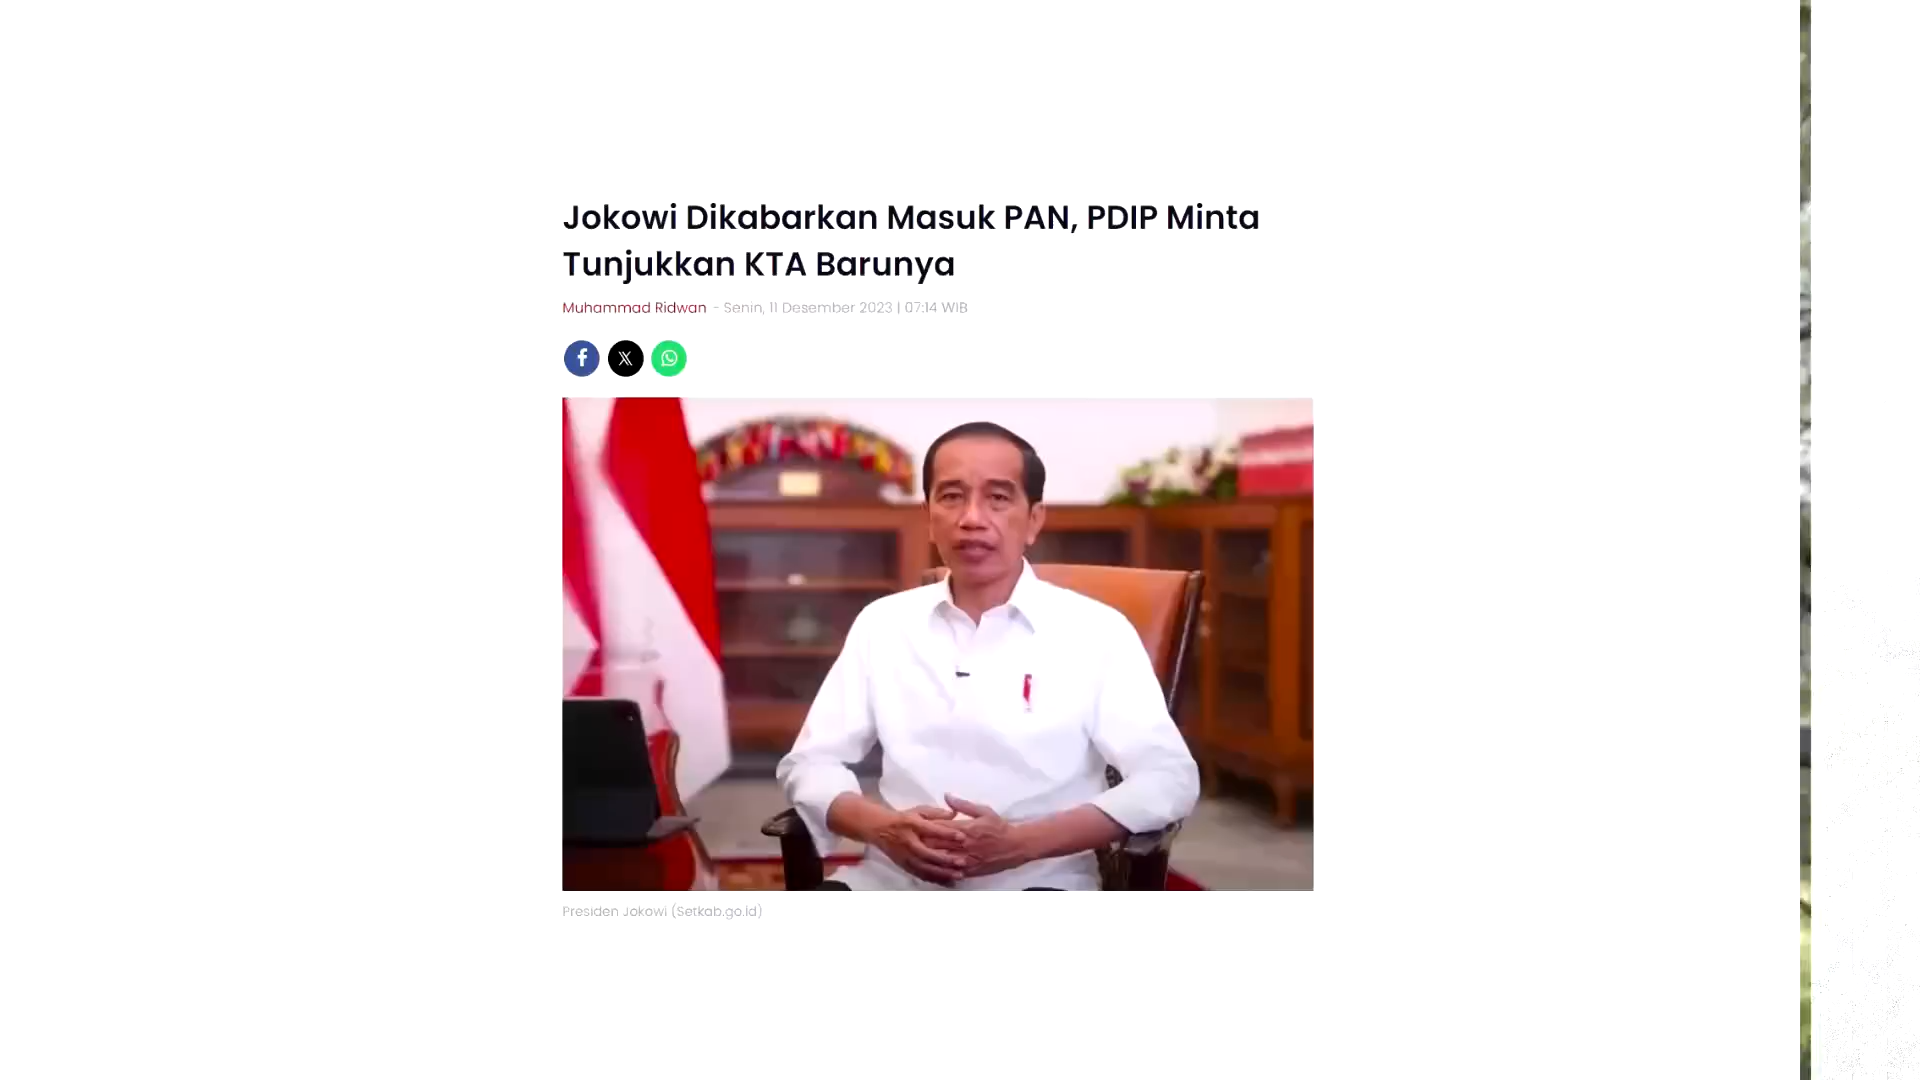 Jokowi Dikabarkan Masuk PAN, PDIP Minta
Tunjukkan KTA Barunya
Muhammad Ridwan - Senin, 11 Desember 2023 | 07:14 WIB
Presiden Jokowi (Setkab.go.id)